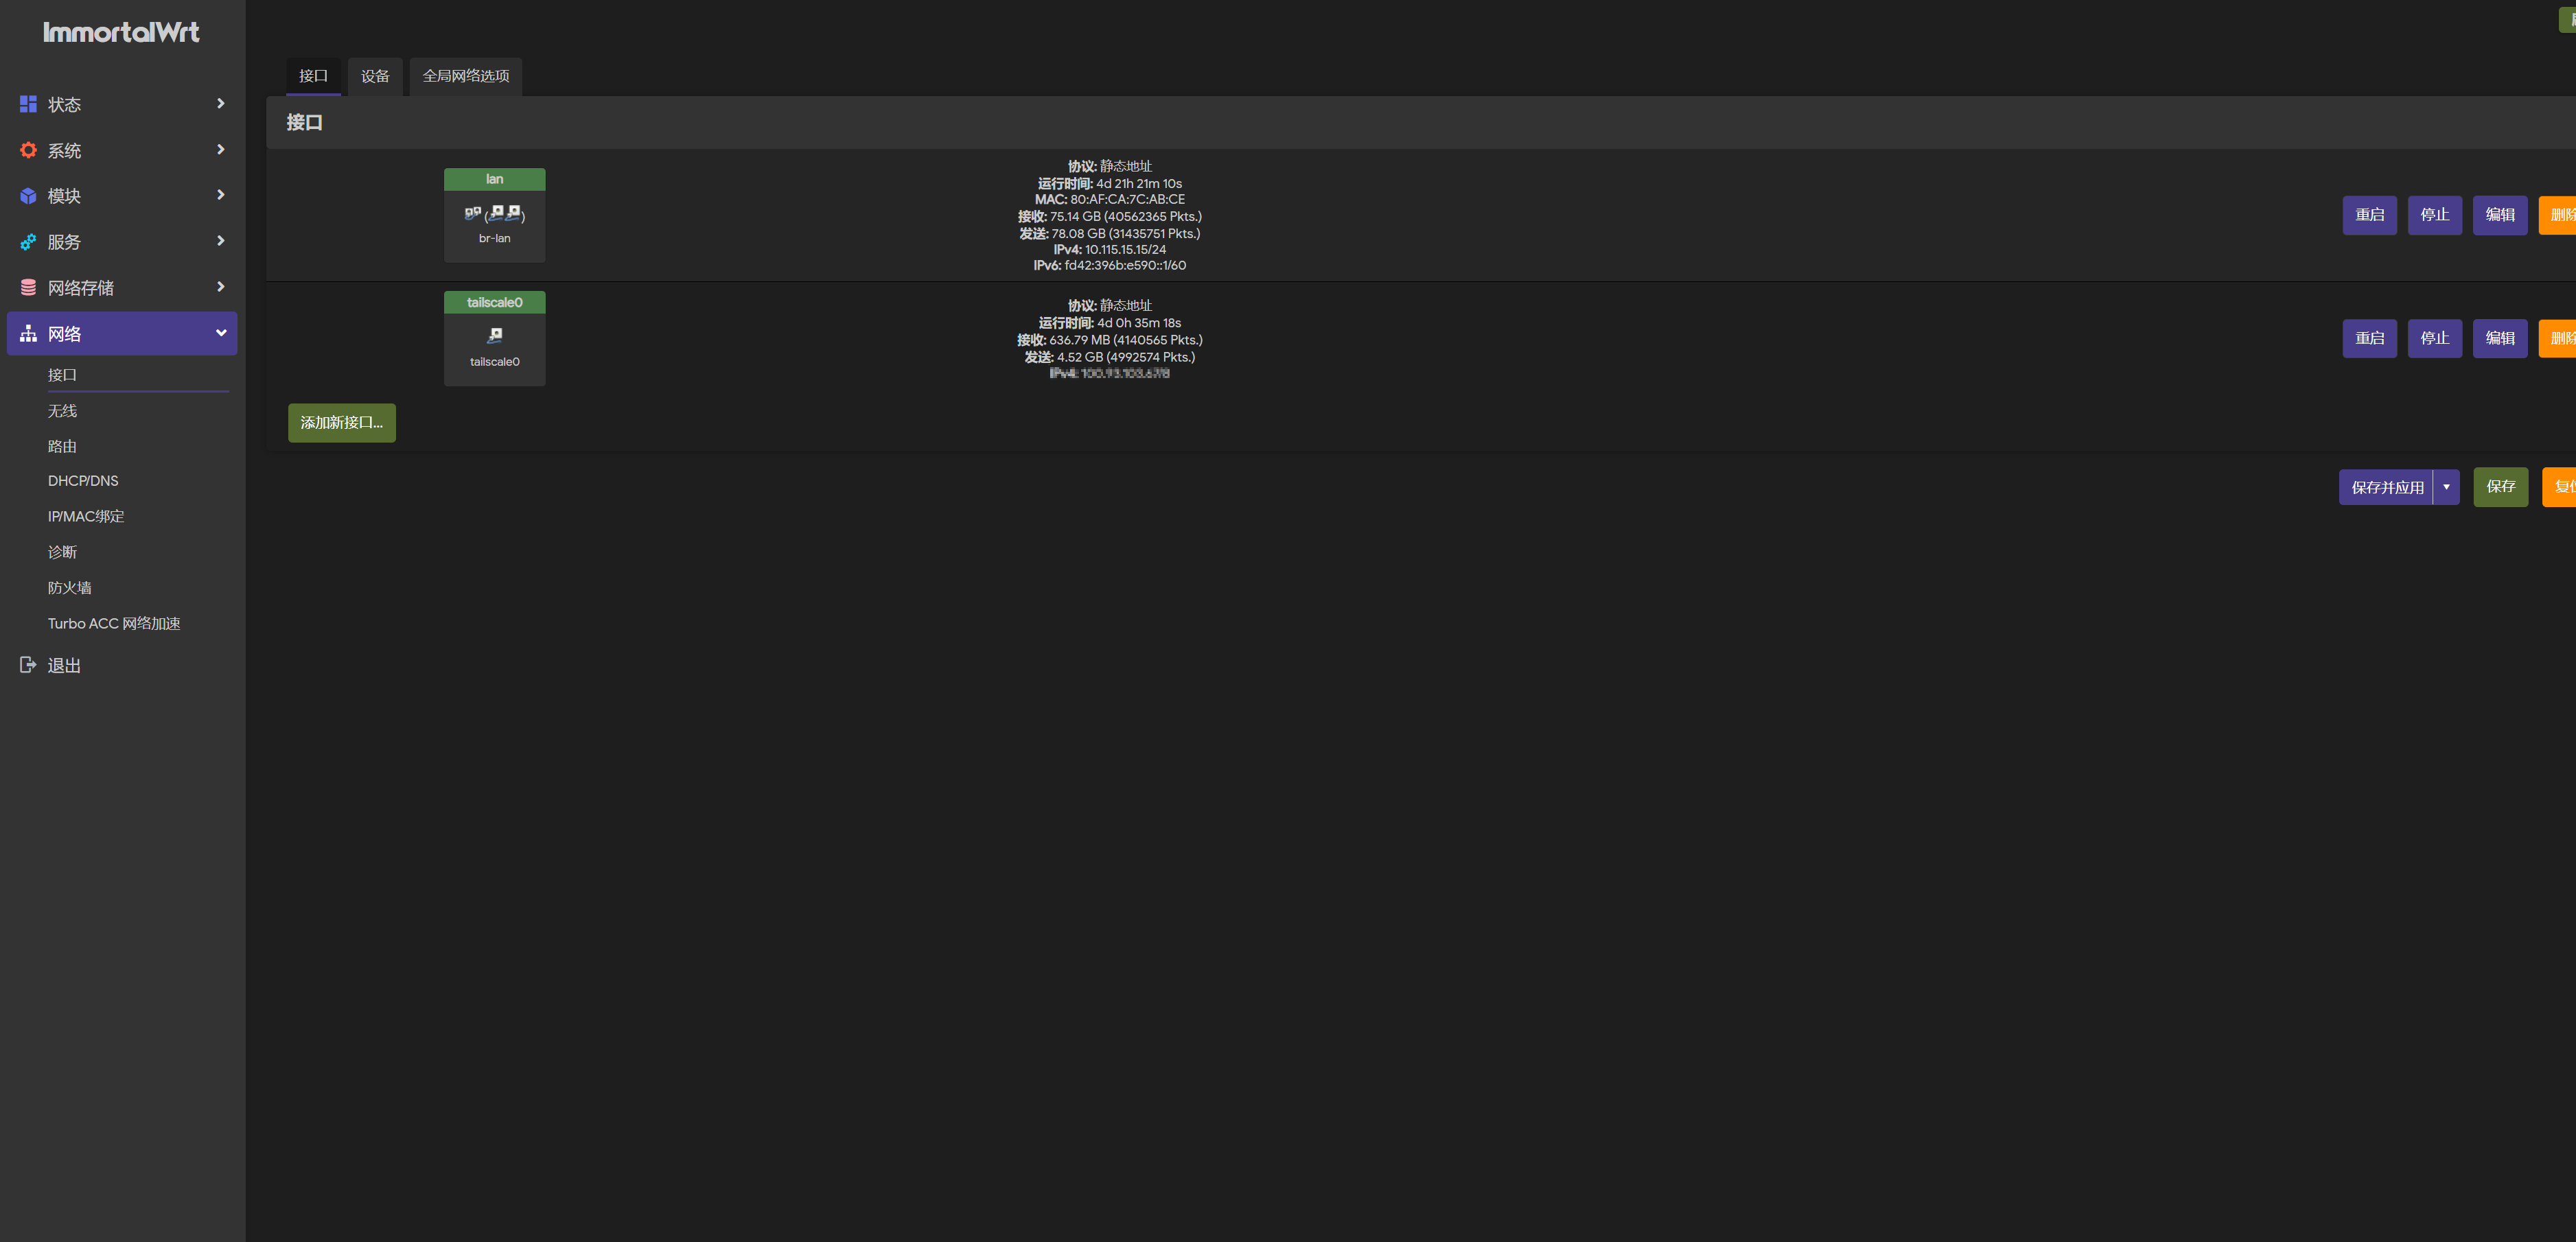 ImmortalWrt
状态
系统
模块
服务
网络存储
网络
接口
无线
路由
DHCP/DNS
IP/MAC绑定
诊断
防火墙
Turbo ACC 网络加速
退出
接口
设备
全局网络选项
接口
lan
( )
br-lan
协议: 静态地址
运行时间: 4d 21h 21m 10s
MAC: 80:AF:CA:7C:AB:CE
接收: 75.14 GB (40562365 Pkts.)
发送: 78.08 GB (31435751 Pkts.)
IPv4: 10.115.15.15/24
IPv6: fd42:396b:e590::1/60
重启
停止
编辑
删除
tailscale0
tailscale0
协议: 静态地址
运行时间: 4d 0h 35m 18s
接收: 636.79 MB (4140565 Pkts.)
发送: 4.52 GB (4992574 Pkts.)
重启
停止
编辑
删除
添加新接口...
保存并应用
保存